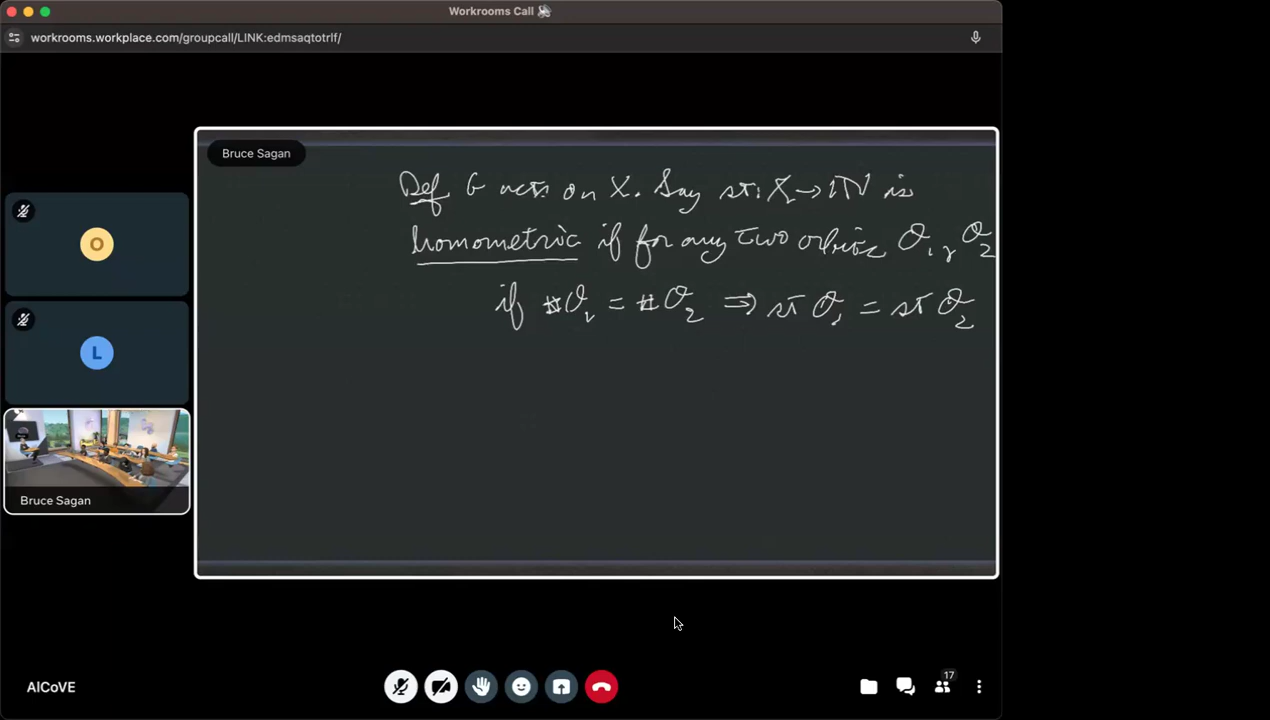 Workrooms Call
workrooms.workplace.com/groupcall/LINK:edmsaqtotrlf/
Bruce Sagan
Def G acts on X. Say st: X → ℕ is
homometric if for any two orbits O₁, O₂
if #O₁ = #O₂ ⇒ st O₁ = st O₂
O
L
Bruce Sagan
AICoVE
17